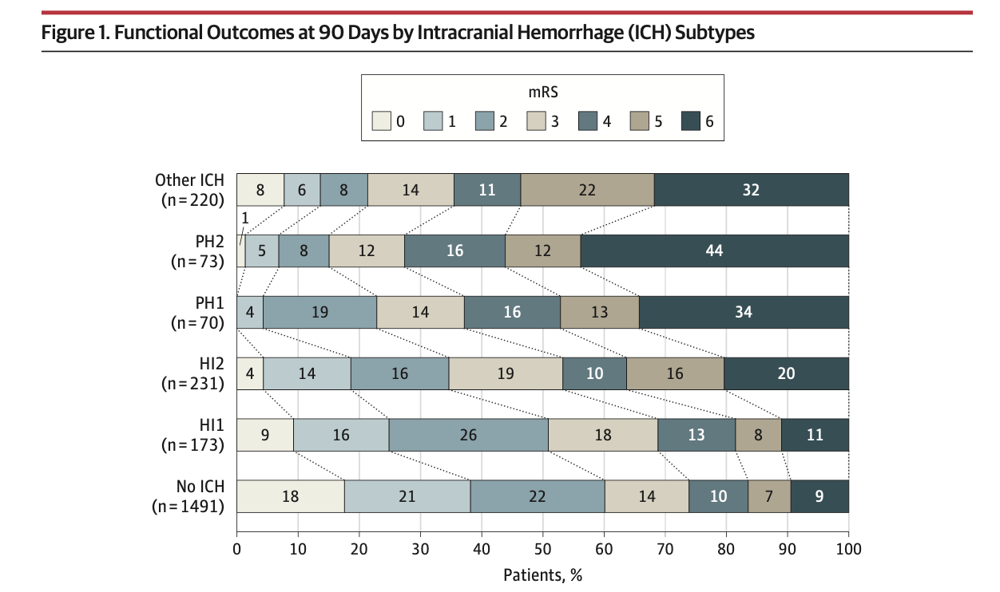 Figure 1. Functional Outcomes at 90 Days by Intracranial Hemorrhage (ICH) Subtypes
mRS
0 1 2 3 4 5 6
Other ICH
(n=220)
8 6 8 14 11 22 32
1
PH2
(n=73)
5 8 12 16 12 44
PH1
(n=70)
4 19 14 16 13 34
HI2
(n=231)
4 14 16 19 10 16 20
HI1
(n=173)
9 16 26 18 13 8 11
No ICH
(n=1491)
18 21 22 14 10 7 9
0 10 20 30 40 50 60 70 80 90 100
Patients, %